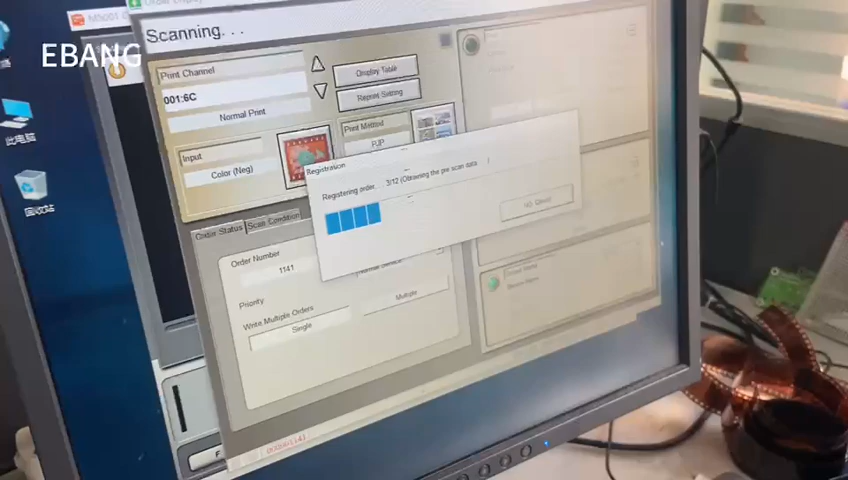 Scanning. . .
EBANG
Print Channel
001:6C
Normal Print
Display Table
Reprint Setting
Input
Color (Neg)
Print Method
PJP
此电脑
回收站
Registration
Registering order. . . 3/12 (Obtaining the pre scan data
Order Status
Scan Condition
Order Number
1141
Priority
Normal Service
Write Multiple Orders
Single
Multiple